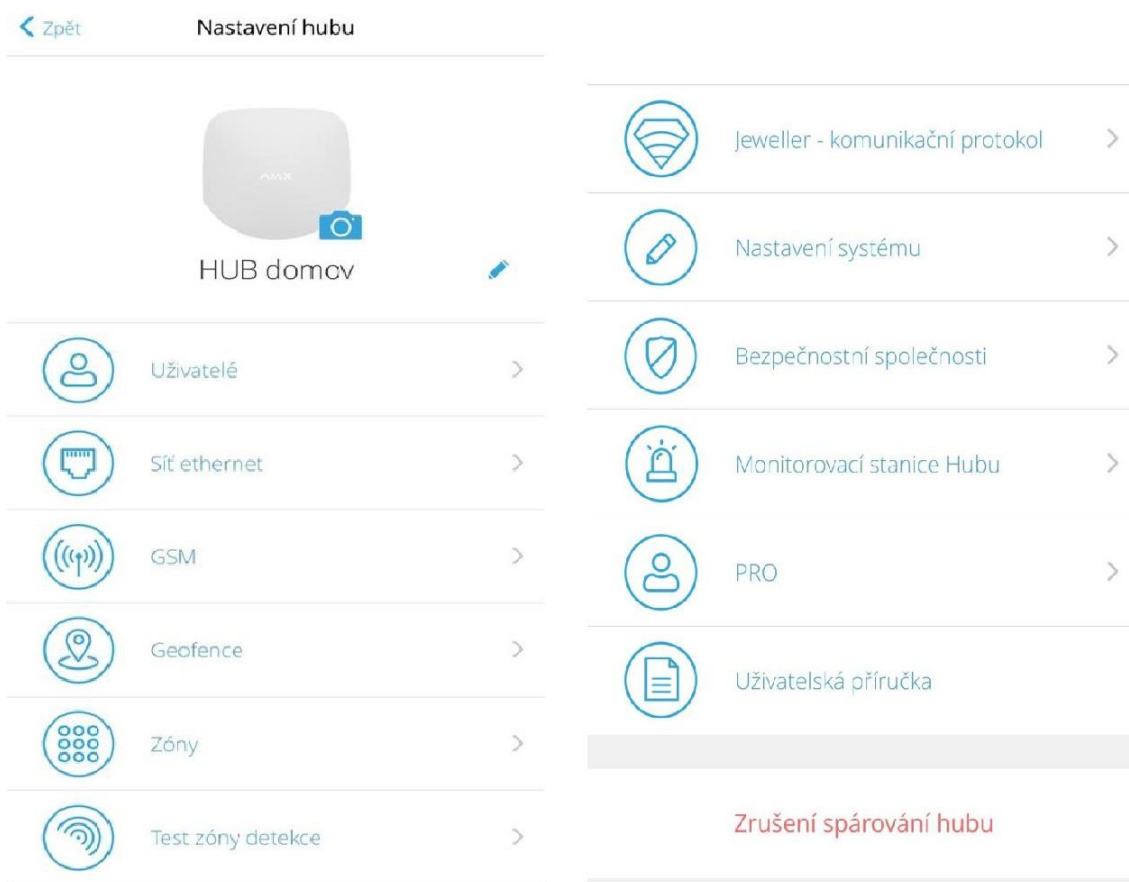 Zpět
Nastavení hubu
AJAX
HUB domov
Uživatelé
Síť ethernet
GSM
Geofence
Zóny
Test zóny detekce
Jeweller - komunikační protokol
Nastavení systému
Bezpečnostní společnosti
Monitorovací stanice Hubu
PRO
Uživatelská příručka
Zrušení spárování hubu